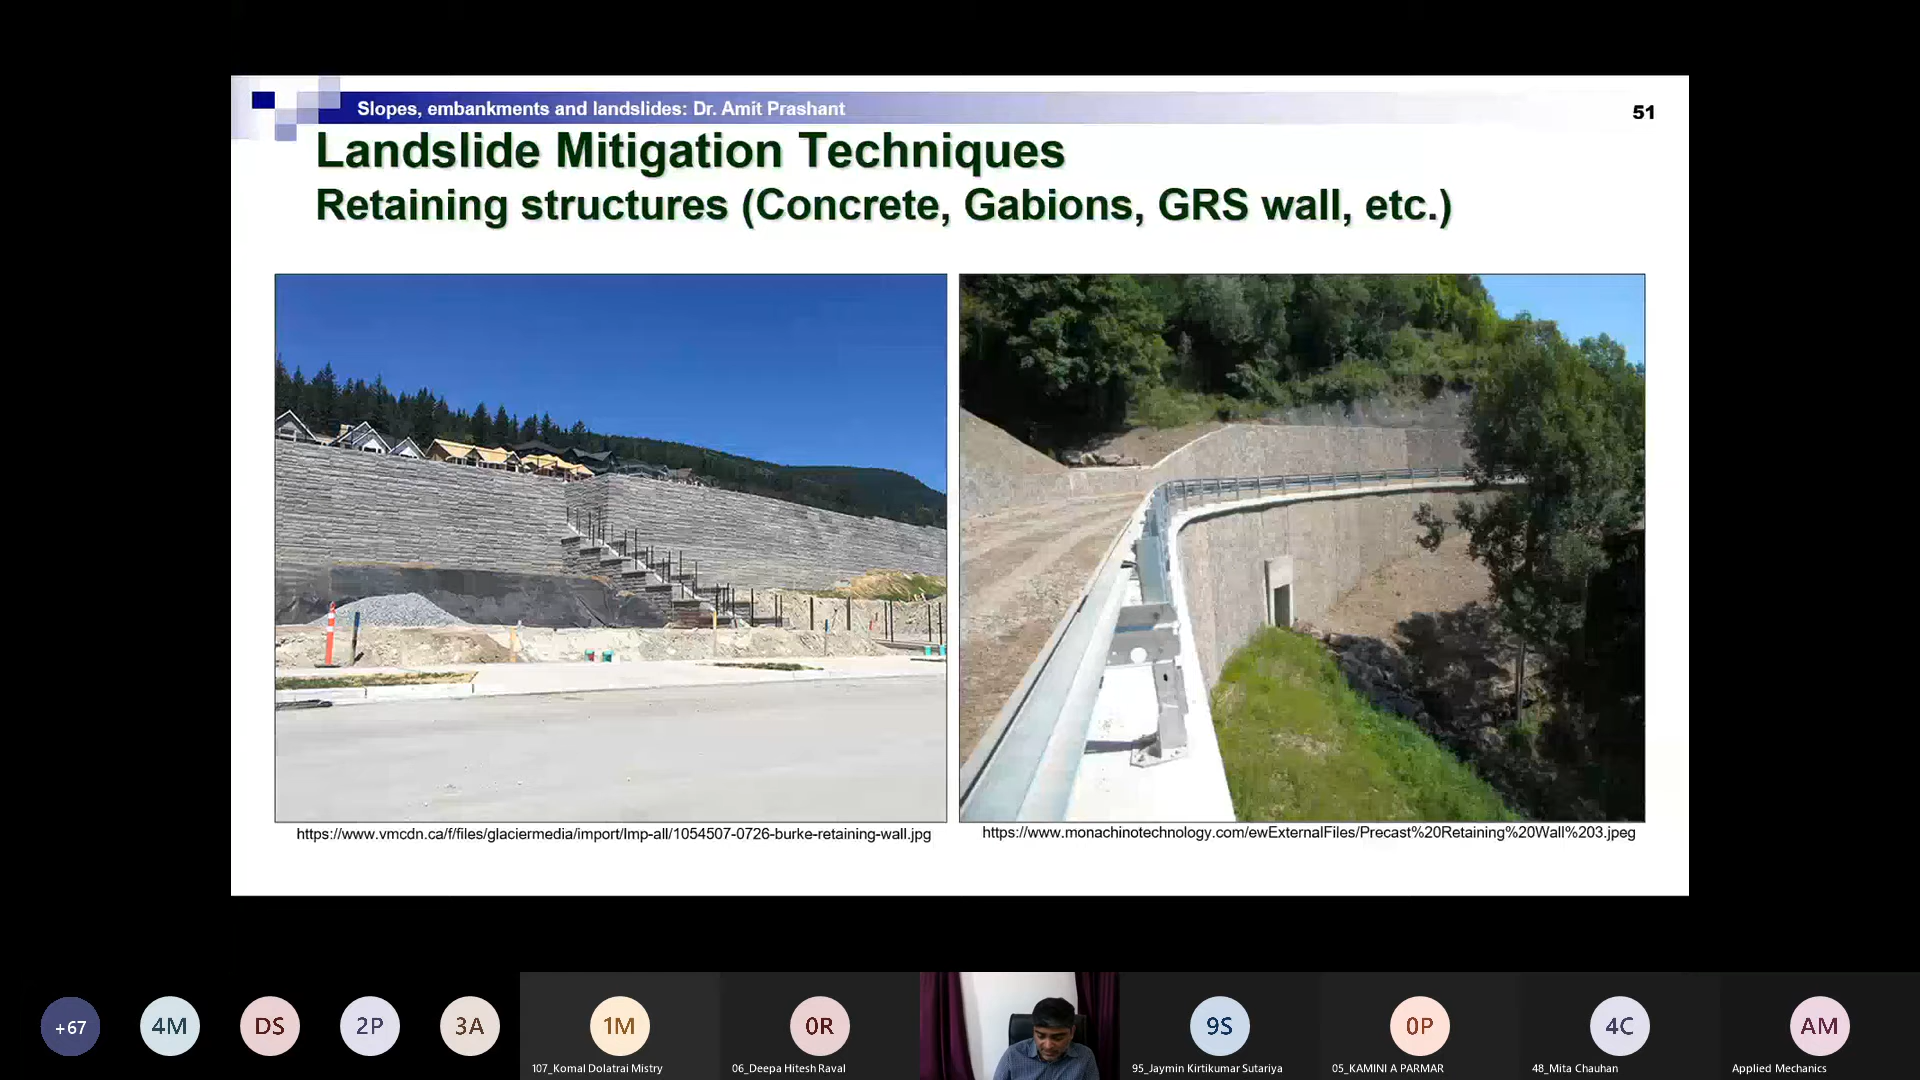 Slopes, embankments and landslides: Dr. Amit Prashant
51
Landslide Mitigation Techniques
Retaining structures (Concrete, Gabions, GRS wall, etc.)
https://www.vmcdn.ca/f/files/glaciermedia/import/lmp-all/1054507-0726-burke-retaining-wall.jpg
https://www.monachinotechnology.com/ewExternalFiles/Precast%20Retaining%20Wall%203.jpeg
+67
4M
DS
2P
3A
1M
0R
9S
0P
4C
AM
107_Komal Dolatrai Mistry
06_Deepa Hitesh Raval
95_Jaymin Kirtikumar Sutariya
05_KAMINI A PARMAR
48_Mita Chauhan
Applied Mechanics